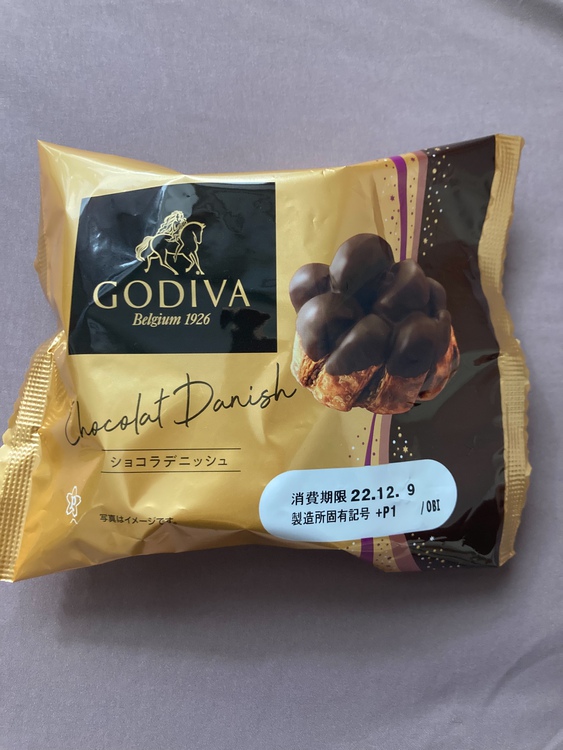 GODIVA
Belgium 1926
Chocolat Danish
ショコラデニッシュ
写真はイメージです。
消費期限 22.12. 9
製造所固有記号 +P1 /OBI